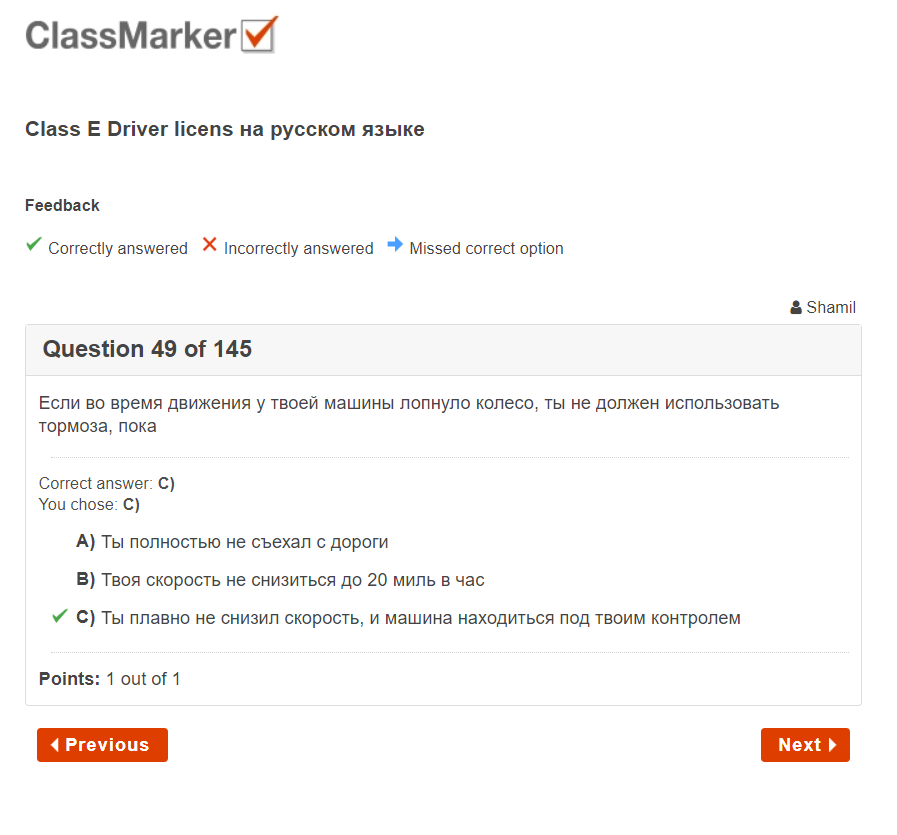 ClassMarker
Class E Driver licens на русском языке
Feedback
Correctly answered Incorrectly answered Missed correct option
Shamil
Question 49 of 145
Если во время движения у твоей машины лопнуло колесо, ты не должен использовать
тормоза, пока
Correct answer: C)
You chose: C)
A) Ты полностью не съехал с дороги
B) Твоя скорость не снизиться до 20 миль в час
C) Ты плавно не снизил скорость, и машина находиться под твоим контролем
Points: 1 out of 1
Previous Next